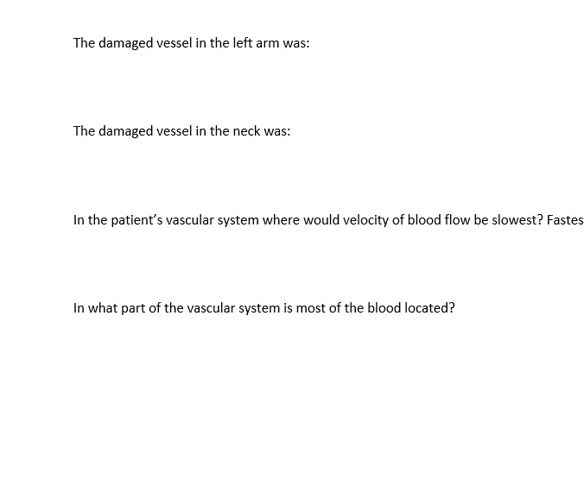 The damaged vessel in the left arm was:
The damaged vessel in the neck was:
In the patient's vascular system where would velocity of blood flow be slowest? Fastes
In what part of the vascular system is most of the blood located?